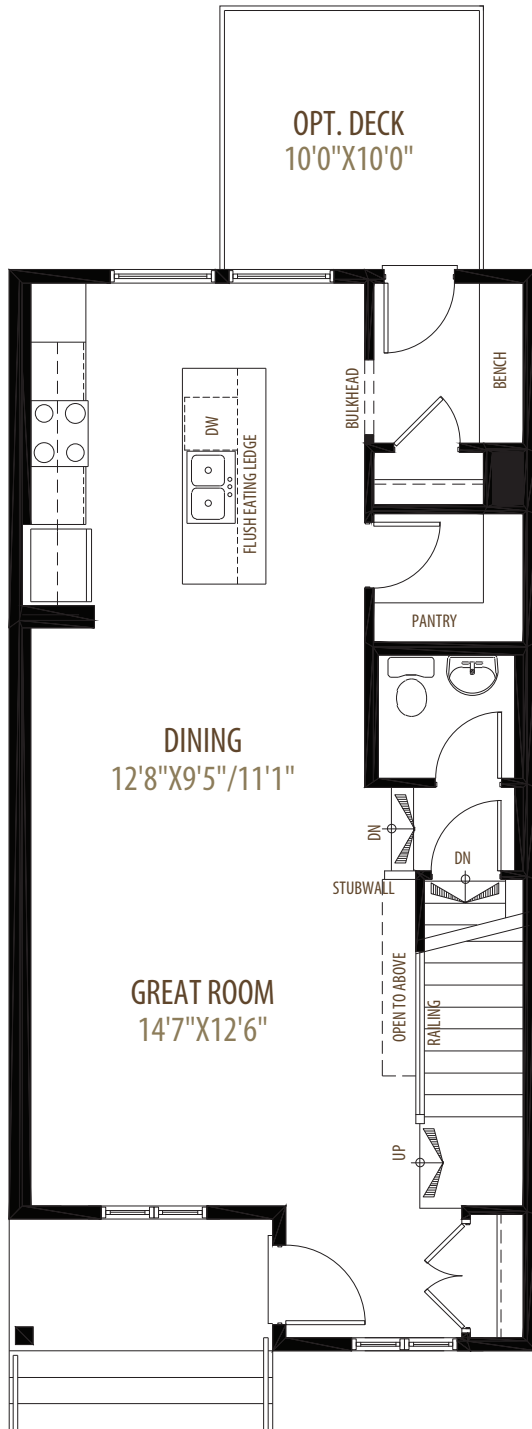 OPT. DECK
10'0"X10'0"
BENCH
BULKHEAD
DW
FLUSH EATING LEDGE
PANTRY
DINING
12'8"X9'5"/11'1"
DN
DN
STUBWALL
GREAT ROOM
14'7"X12'6"
OPEN TO ABOVE
RAILING
UP